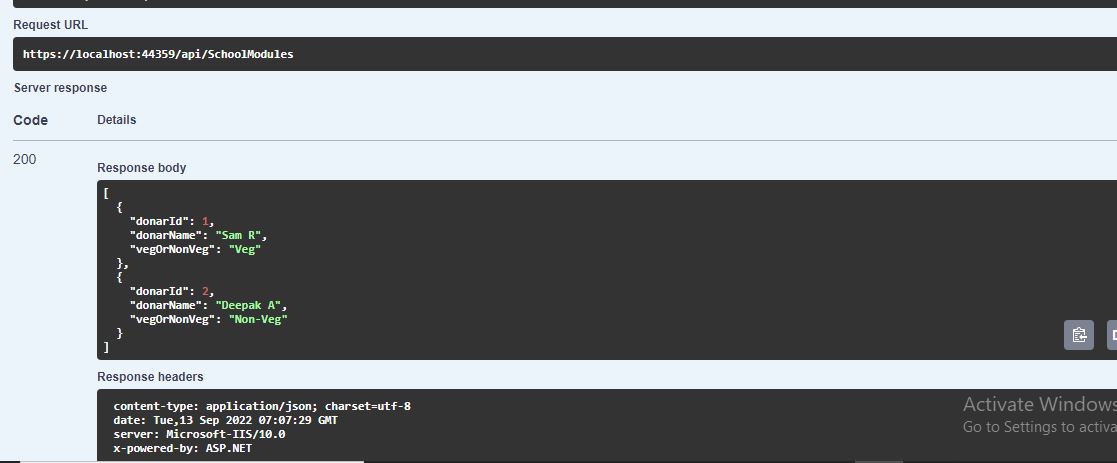 Request URL
https://localhost:44359/api/SchoolModules
Server response
Code Details
200
Response body
[
{
"donarId": 1,
"donarName": "Sam R",
"vegOrNonVeg": "Veg"
},
{
"donarId": 2,
"donarName": "Deepak A",
"vegOrNonVeg": "Non-Veg"
}
]
Response headers
content-type: application/json; charset=utf-8
date: Tue,13 Sep 2022 07:07:29 GMT
server: Microsoft-IIS/10.0
x-powered-by: ASP.NET
Activate Windows
Go to Settings to activa